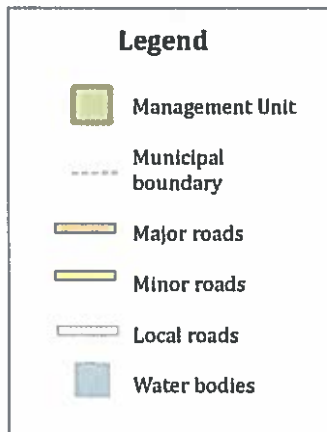 Legend
Management Unit
Municipal
boundary
Major roads
Minor roads
Local roads
Water bodies